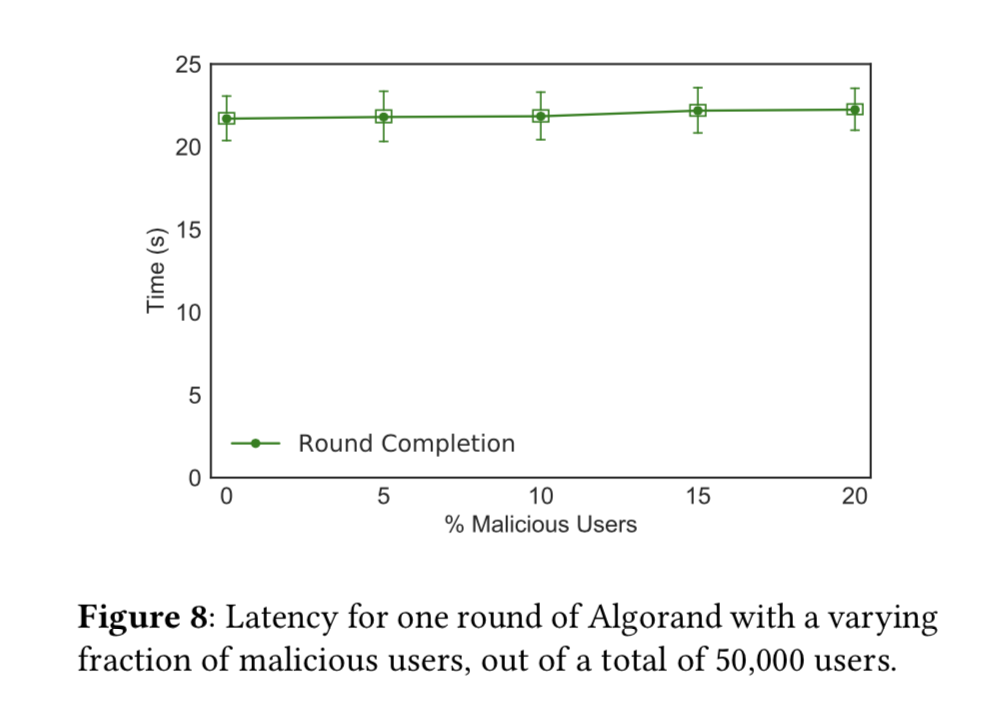 25
20
15
10
5
0
Time (s)
Round Completion
0 5 10 15 20
% Malicious Users
Figure 8: Latency for one round of Algorand with a varying
fraction of malicious users, out of a total of 50,000 users.